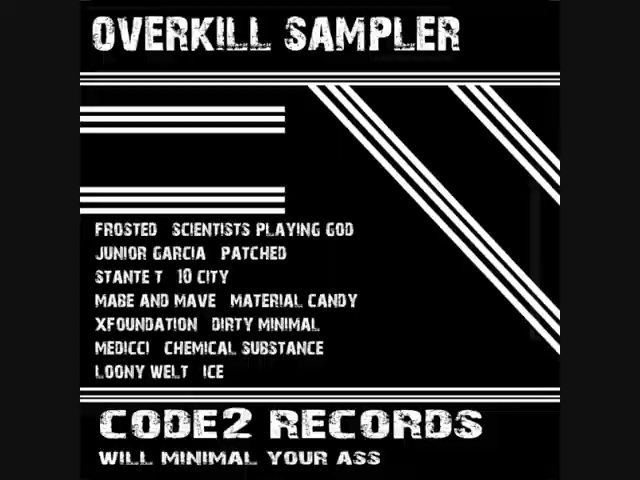 OVERKILL SAMPLER
FROSTED SCIENTISTS PLAYING GOD
JUNIOR GARCIA PATCHED
STANTE T 10 CITY
MABE AND MAVE MATERIAL CANDY
XFOUNDATION DIRTY MINIMAL
MEDICCI CHEMICAL SUBSTANCE
LOONY WELT ICE
CODE2 RECORDS
WILL MINIMAL YOUR ASS